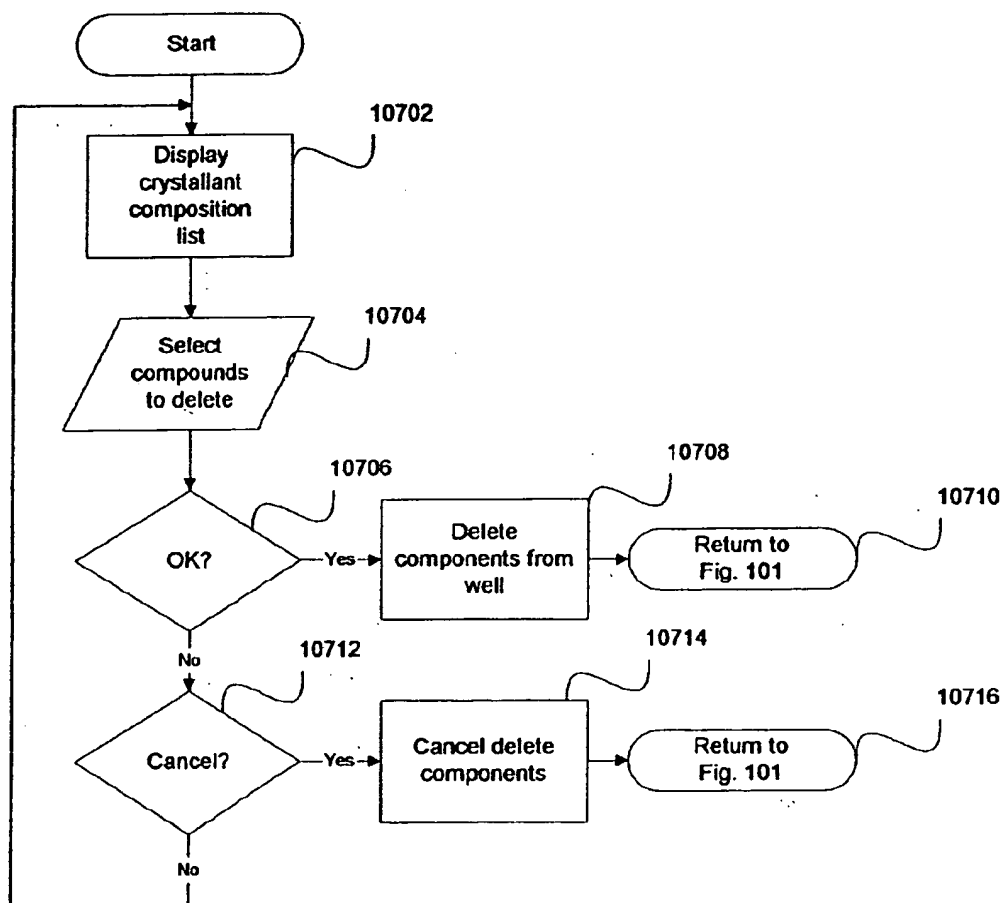 Start
10702
Display
crystallant
composition
list
10704
Select
compounds
to delete
10706
OK?
Yes
10708
Delete
components from
well
10710
Return to
Fig. 101
No
10712
Cancel?
Yes
10714
Cancel delete
components
10716
Return to
Fig. 101
No